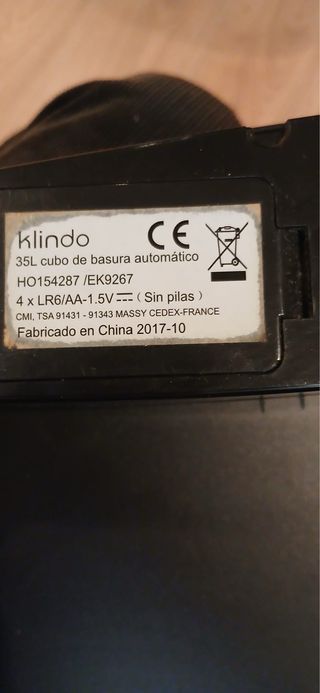 klindo CE
35L cubo de basura automático
HO154287 /EK9267
4 x LR6/AA-1.5V ⎓ ( Sin pilas )
CMI, TSA 91431 - 91343 MASSY CEDEX-FRANCE
Fabricado en China 2017-10